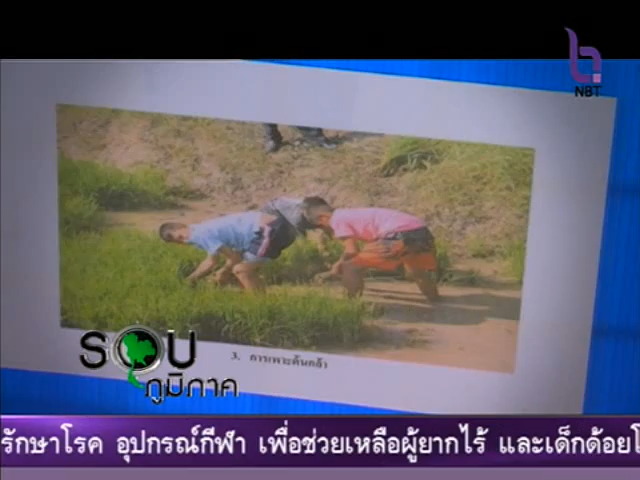 NBT
3. การเพาะต้นกล้า
รอบ
ภูมิภาค
รักษาโรค อุปกรณ์กีฬา เพื่อช่วยเหลือผู้ยากไร้ และเด็กด้อยโ